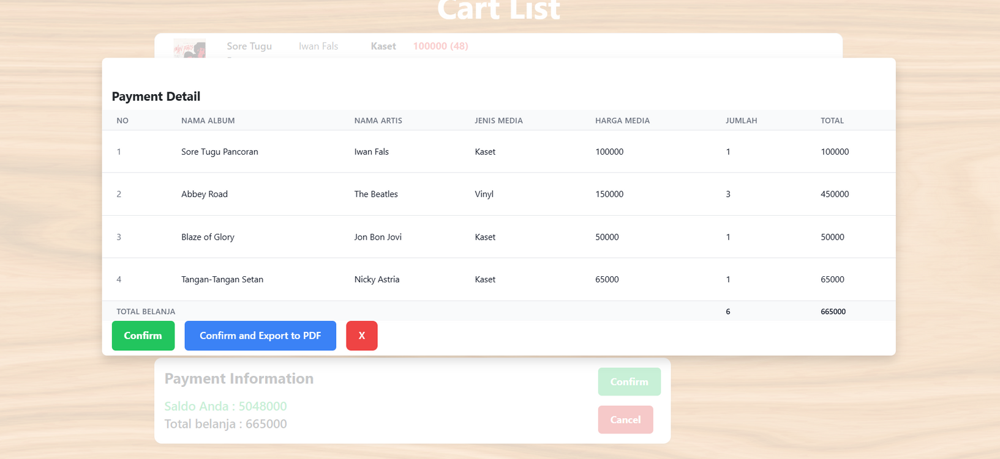 Cart List
Sore Tugu Iwan Fals Kaset 100000 (48)
Payment Detail
NO NAMA ALBUM NAMA ARTIS JENIS MEDIA HARGA MEDIA JUMLAH TOTAL
1 Sore Tugu Pancoran Iwan Fals Kaset 100000 1 100000
2 Abbey Road The Beatles Vinyl 150000 3 450000
3 Blaze of Glory Jon Bon Jovi Kaset 50000 1 50000
4 Tangan-Tangan Setan Nicky Astria Kaset 65000 1 65000
TOTAL BELANJA 6 665000
Confirm Confirm and Export to PDF X
Payment Information
Confirm
Saldo Anda : 5048000
Total belanja : 665000
Cancel